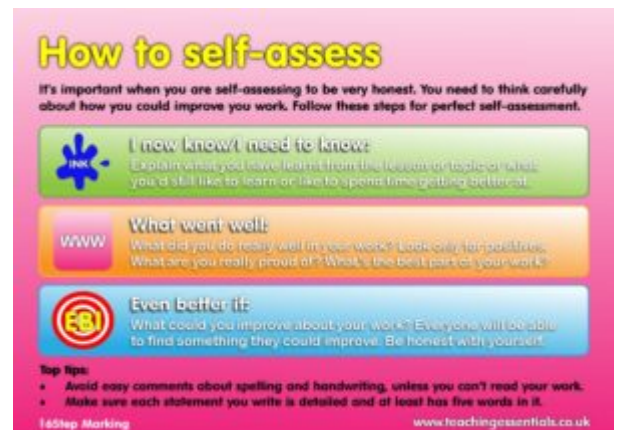 How to self-assess
It's important when you are self-assessing to be very honest. You need to think carefully
about how you could improve you work. Follow these steps for perfect self-assessment.
INK
I now know/I need to know:
Explain what you have learnt from the lesson or topic or what
you'd still like to learn or like to spend time getting better at.
WWW
What went well:
What did you do really well in your work? Look only for positives.
What are you really proud of? What's the best part of your work?
EBI
Even better if:
What could you improve about your work? Everyone will be able
to find something they could improve. Be honest with yourself.
Top tips:
• Avoid easy comments about spelling and handwriting, unless you can't read your work.
• Make sure each statement you write is detailed and at least has five words in it.
16Step Marking
www.teachingessentials.co.uk